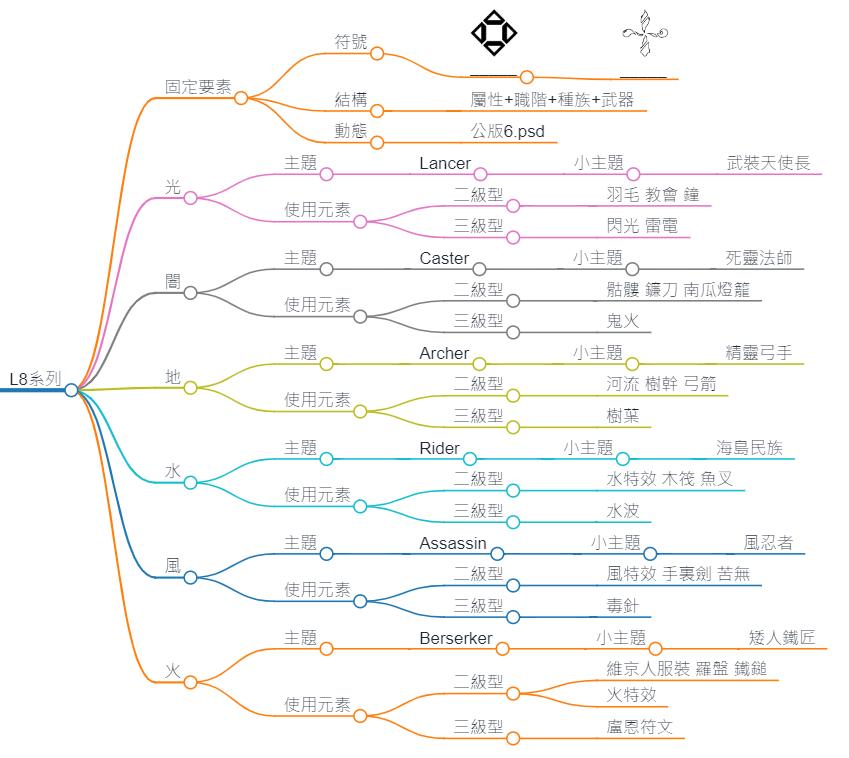 L8系列
固定要素
符號
結構
屬性+職階+種族+武器
動態
公版6.psd
光
主題
Lancer
小主題
武裝天使長
使用元素
二級型
羽毛 教會 鐘
三級型
閃光 雷電
闇
主題
Caster
小主題
死靈法師
使用元素
二級型
骷髏 鐮刀 南瓜燈籠
三級型
鬼火
地
主題
Archer
小主題
精靈弓手
使用元素
二級型
河流 樹幹 弓箭
三級型
樹葉
水
主題
Rider
小主題
海島民族
使用元素
二級型
水特效 木筏 魚叉
三級型
水波
風
主題
Assassin
小主題
風忍者
使用元素
二級型
風特效 手裏劍 苦無
三級型
毒針
火
主題
Berserker
小主題
矮人鐵匠
使用元素
二級型
維京人服裝 羅盤 鐵鎚
火特效
三級型
盧恩符文